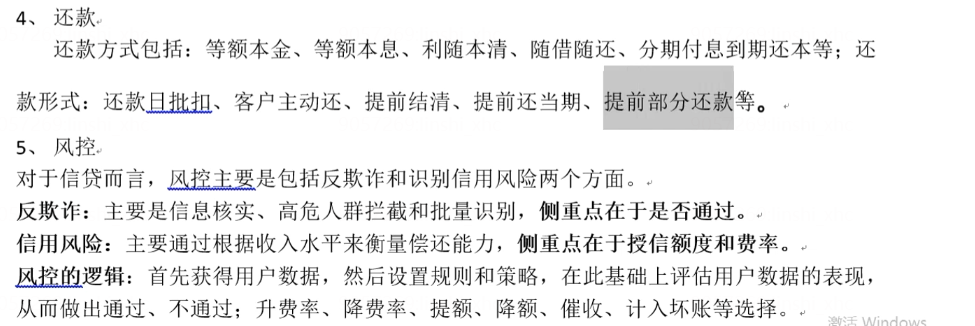 4、 还款
还款方式包括：等额本金、等额本息、利随本清、随借随还、分期付息到期还本等；还
款形式：还款日批扣、客户主动还、提前结清、提前还当期、提前部分还款等。
5、 风控
对于信贷而言，风控主要是包括反欺诈和识别信用风险两个方面。
反欺诈：主要是信息核实、高危人群拦截和批量识别，侧重点在于是否通过。
信用风险：主要通过根据收入水平来衡量偿还能力，侧重点在于授信额度和费率。
风控的逻辑：首先获得用户数据，然后设置规则和策略，在此基础上评估用户数据的表现，
从而做出通过、不通过；升费率、降费率、提额、降额、催收、计入坏账等选择。
激活 Windows